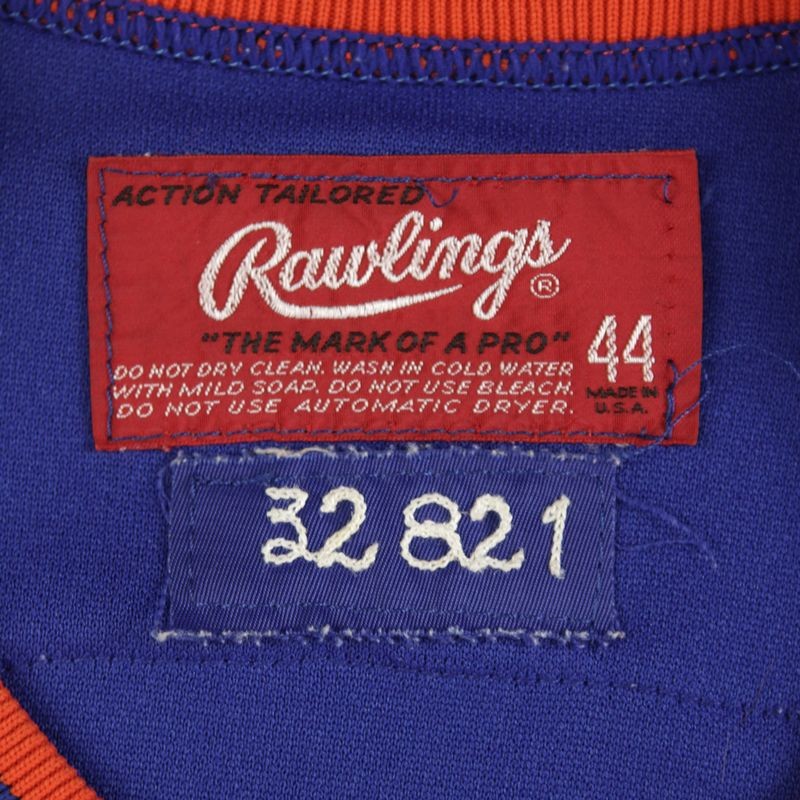 ACTION TAILORED
Rawlings®
"THE MARK OF A PRO"
44
DO NOT DRY CLEAN. WASH IN COLD WATER
WITH MILD SOAP. DO NOT USE BLEACH.
DO NOT USE AUTOMATIC DRYER.
MADE IN
U.S.A.
32 821